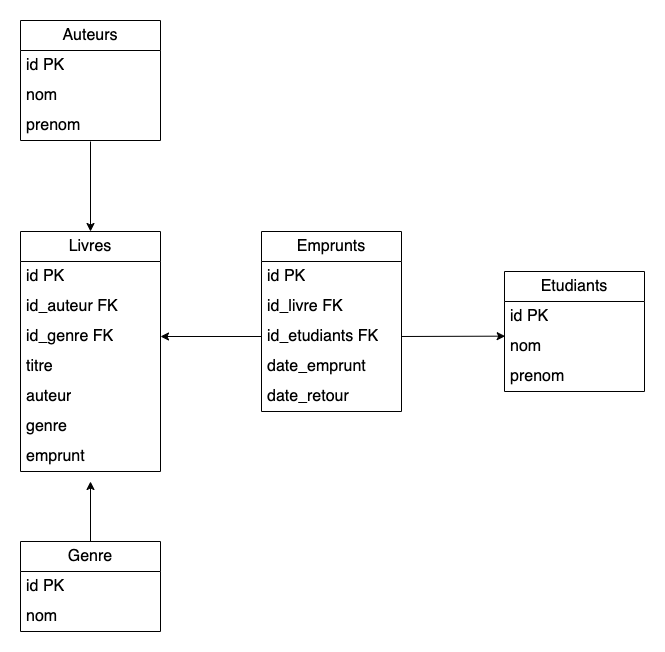 Auteurs
id PK
nom
prenom
Livres
id PK
id_auteur FK
id_genre FK
titre
auteur
genre
emprunt
Emprunts
id PK
id_livre FK
id_etudiants FK
date_emprunt
date_retour
Etudiants
id PK
nom
prenom
Genre
id PK
nom